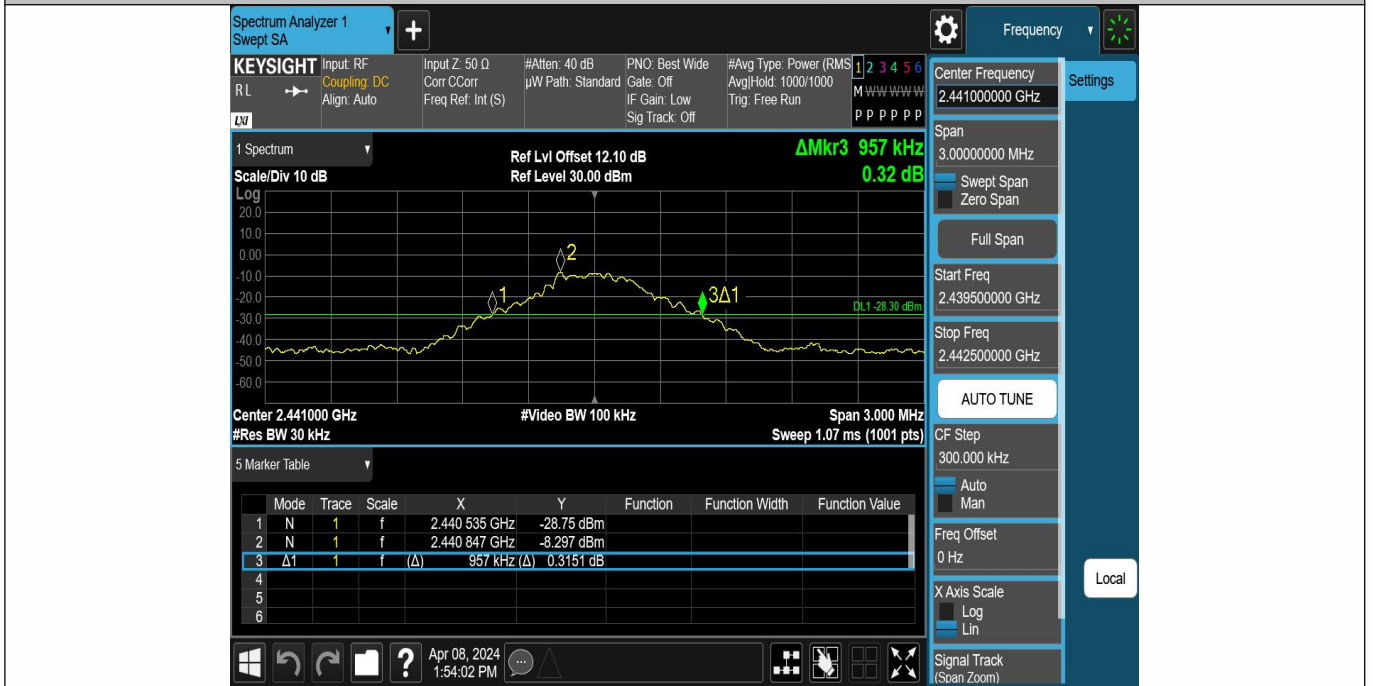 Spectrum Analyzer 1
Swept SA
+
Frequency
KEYSIGHT
RL
LXI
Input: RF
Coupling: DC
Align: Auto
Input Z: 50 Ω
Corr CCorr
Freq Ref: Int (S)
#Atten: 40 dB
µW Path: Standard
PNO: Best Wide
Gate: Off
IF Gain: Low
Sig Track: Off
#Avg Type: Power (RMS
Avg|Hold: 1000/1000
Trig: Free Run
1 2 3 4 5 6
M W W W W W
P P P P P P
1 Spectrum
Scale/Div 10 dB
Ref Lvl Offset 12.10 dB
Ref Level 30.00 dBm
ΔMkr3 957 kHz
0.32 dB
Log
20.0
10.0
0.00
-10.0
-20.0
-30.0
-40.0
-50.0
-60.0
1
2
3Δ1
DL1 -28.30 dBm
Center 2.441000 GHz
#Video BW 100 kHz
Span 3.000 MHz
#Res BW 30 kHz
Sweep 1.07 ms (1001 pts)
5 Marker Table
Mode Trace Scale X Y Function Function Width Function Value
1 N 1 f 2.440 535 GHz -28.75 dBm
2 N 1 f 2.440 847 GHz -8.297 dBm
3 Δ1 1 f (Δ) 957 kHz (Δ) 0.3151 dB
4
5
6
?
Apr 08, 2024
1:54:02 PM
Center Frequency
2.441000000 GHz
Settings
Span
3.00000000 MHz
Swept Span
Zero Span
Full Span
Start Freq
2.439500000 GHz
Stop Freq
2.442500000 GHz
AUTO TUNE
CF Step
300.000 kHz
Auto
Man
Freq Offset
0 Hz
X Axis Scale
Log
Lin
Local
Signal Track
(Span Zoom)